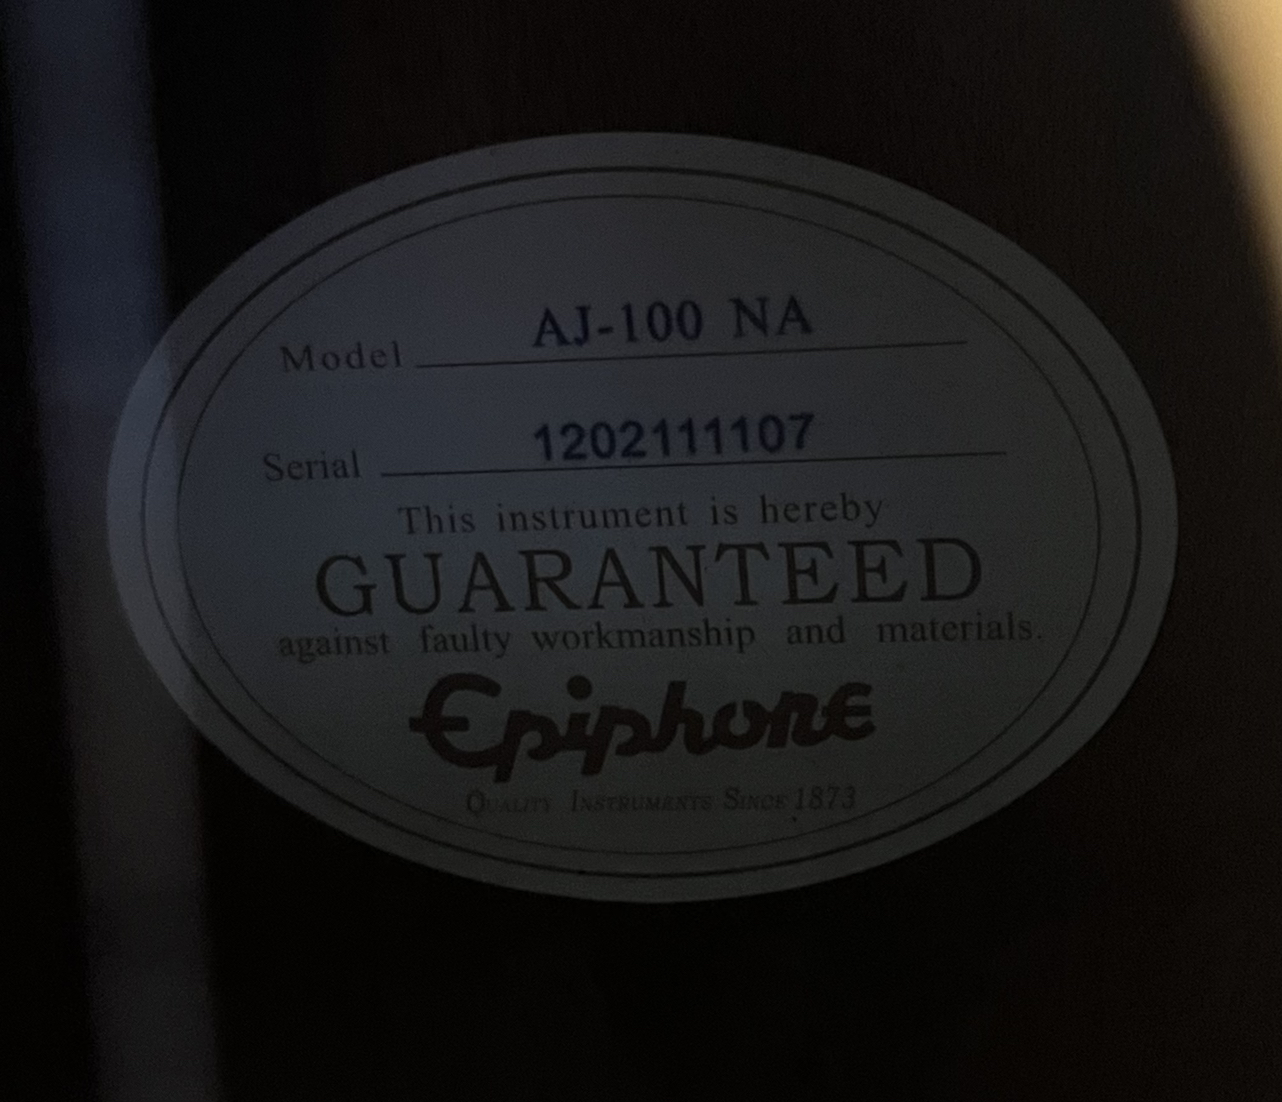 Model AJ-100 NA
Serial 1202111107
This instrument is hereby
GUARANTEED
against faulty workmanship and materials.
Epiphone
QUALITY INSTRUMENTS SINCE 1873